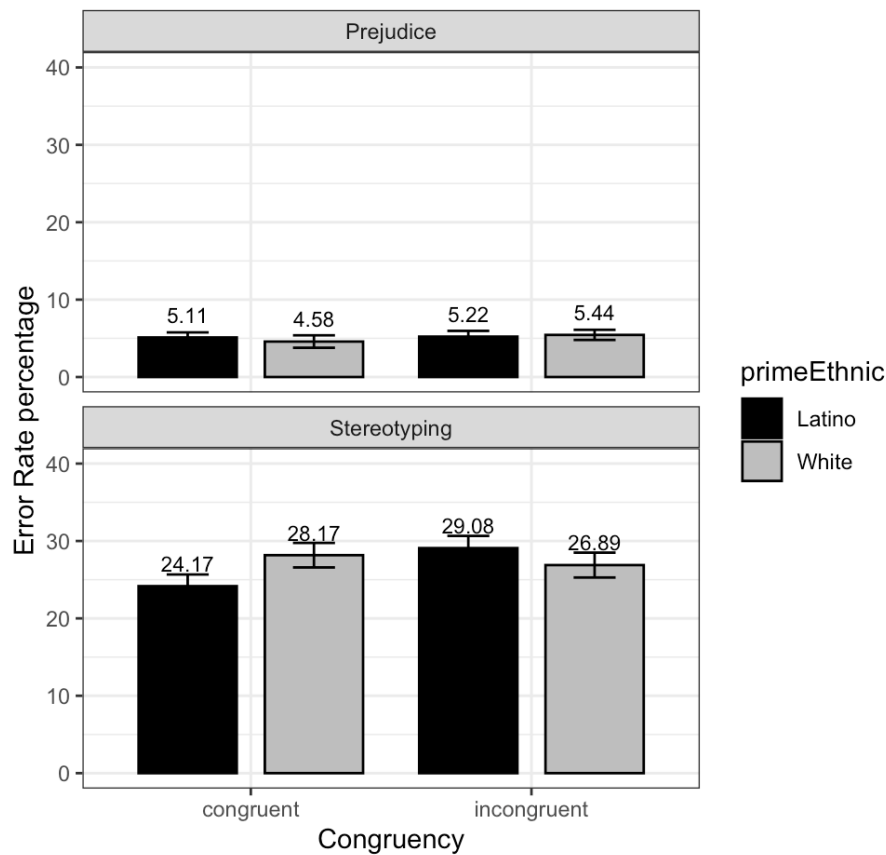 Prejudice
40
30
20
10
0
5.11
4.58
5.22
5.44
Stereotyping
40
30
20
10
0
24.17
28.17
29.08
26.89
congruent
incongruent
Congruency
Error Rate percentage
primeEthnic
Latino
White